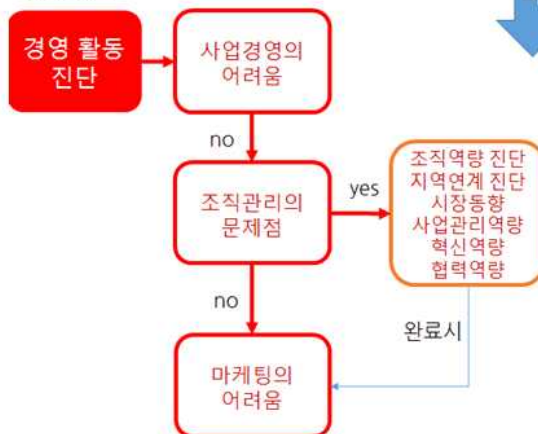 경영 활동
진단
사업경영의
어려움
no
조직관리의
문제점
yes
조직역량 진단
지역연계 진단
시장동향
사업관리역량
혁신역량
협력역량
no
완료시
마케팅의
어려움